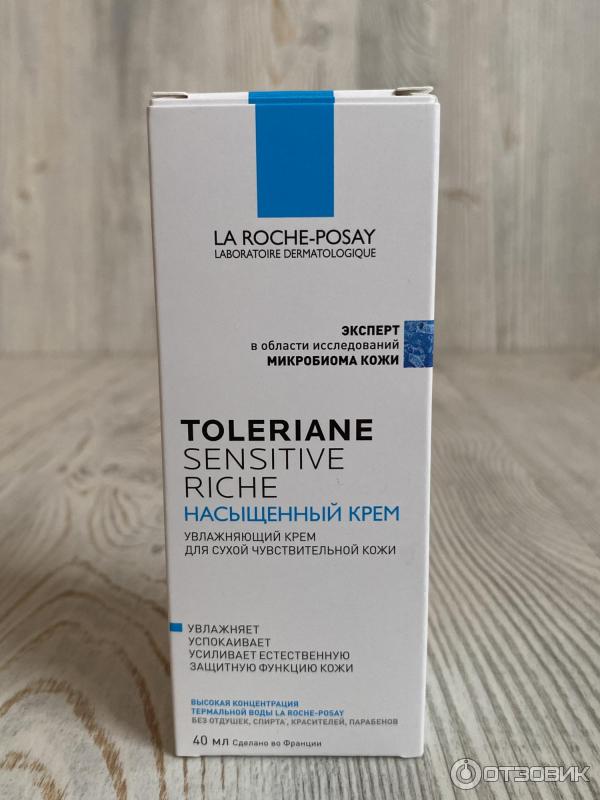 LA ROCHE-POSAY
LABORATOIRE DERMATOLOGIQUE
ЭКСПЕРТ
в области исследований
МИКРОБИОМА КОЖИ
TOLERIANE
SENSITIVE
RICHE
НАСЫЩЕННЫЙ КРЕМ
УВЛАЖНЯЮЩИЙ КРЕМ
ДЛЯ СУХОЙ ЧУВСТВИТЕЛЬНОЙ КОЖИ
УВЛАЖНЯЕТ
УСПОКАИВАЕТ
УСИЛИВАЕТ ЕСТЕСТВЕННУЮ
ЗАЩИТНУЮ ФУНКЦИЮ КОЖИ
ВЫСОКАЯ КОНЦЕНТРАЦИЯ
ТЕРМАЛЬНОЙ ВОДЫ LA ROCHE-POSAY
БЕЗ ОТДУШЕК, СПИРТА*, КРАСИТЕЛЕЙ, ПАРАБЕНОВ
40 МЛ Сделано во Франции
ОТЗОВИК